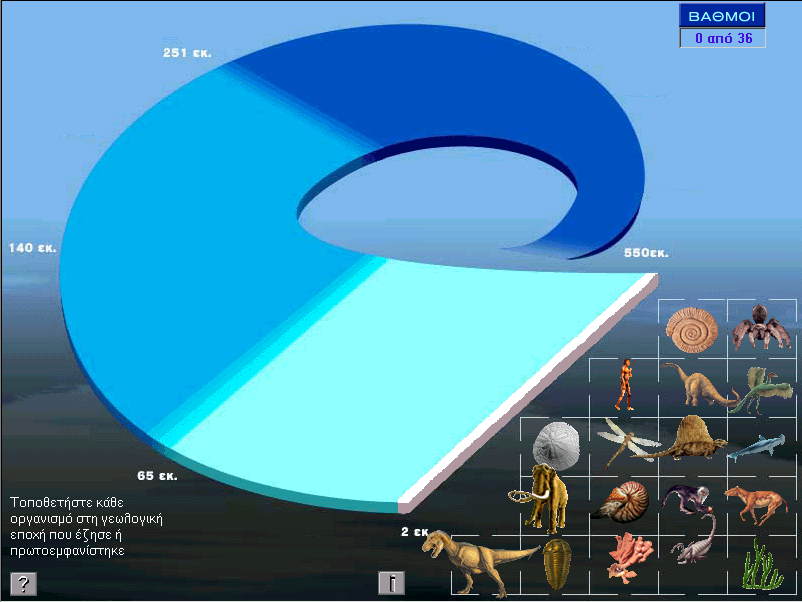 ΒΑΘΜΟΙ
0 από 36
251 εκ.
140 εκ.
550εκ.
65 εκ.
Τοποθετήστε κάθε
οργανισμό στη γεωλογική
εποχή που έζησε ή
πρωτοεμφανίστηκε
2 εκ
?
i